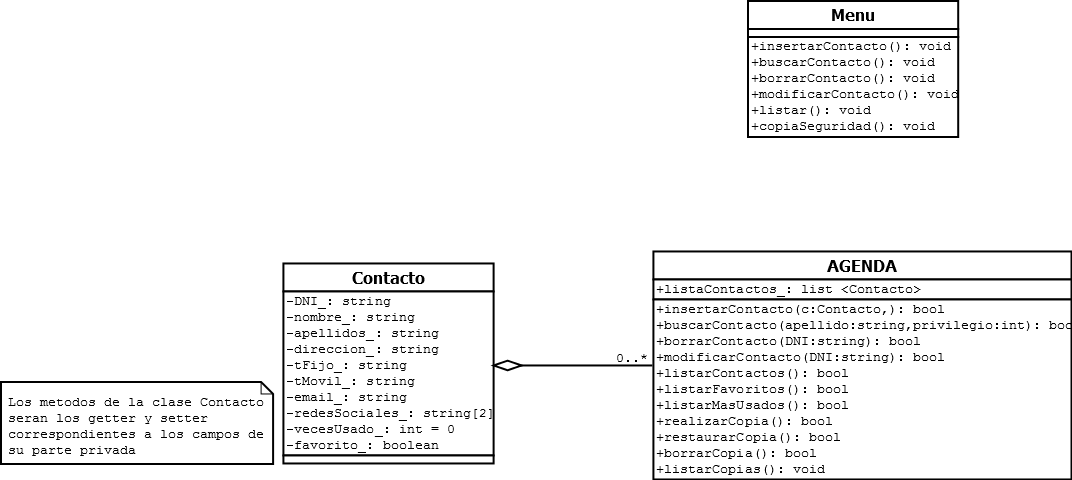 Menu
+insertarContacto(): void
+buscarContacto(): void
+borrarContacto(): void
+modificarContacto(): void
+listar(): void
+copiaSeguridad(): void
Contacto
-DNI_: string
-nombre_: string
-apellidos_: string
-direccion_: string
-tFijo_: string
-tMovil_: string
-email_: string
-redesSociales_: string[2]
-vecesUsado_: int = 0
-favorito_: boolean
0..*
AGENDA
+listaContactos_: list <Contacto>
+insertarContacto(c:Contacto,): bool
+buscarContacto(apellido:string,privilegio:int): boo
+borrarContacto(DNI:string): bool
+modificarContacto(DNI:string): bool
+listarContactos(): bool
+listarFavoritos(): bool
+listarMasUsados(): bool
+realizarCopia(): bool
+restaurarCopia(): bool
+borrarCopia(): bool
+listarCopias(): void
Los metodos de la clase Contacto
seran los getter y setter
correspondientes a los campos de
su parte privada